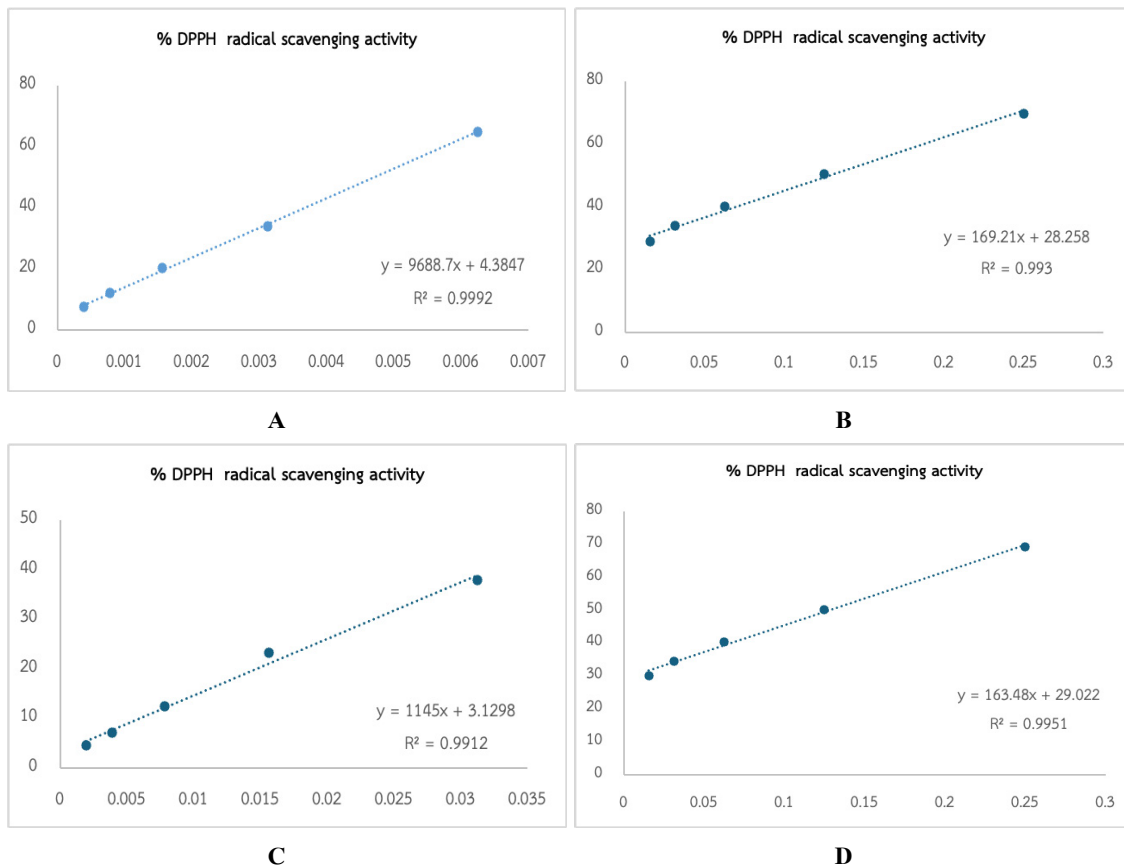 % DPPH radical scavenging activity
80
60
40
20
0
0 0.001 0.002 0.003 0.004 0.005 0.006 0.007
y = 9688.7x + 4.3847
R² = 0.9992
A
% DPPH radical scavenging activity
80
60
40
20
0
0 0.05 0.1 0.15 0.2 0.25 0.3
y = 169.21x + 28.258
R² = 0.993
B
% DPPH radical scavenging activity
50
40
30
20
10
0
0 0.005 0.01 0.015 0.02 0.025 0.03 0.035
y = 1145x + 3.1298
R² = 0.9912
C
% DPPH radical scavenging activity
80
70
60
50
40
30
20
10
0
0 0.05 0.1 0.15 0.2 0.25 0.3
y = 163.48x + 29.022
R² = 0.9951
D